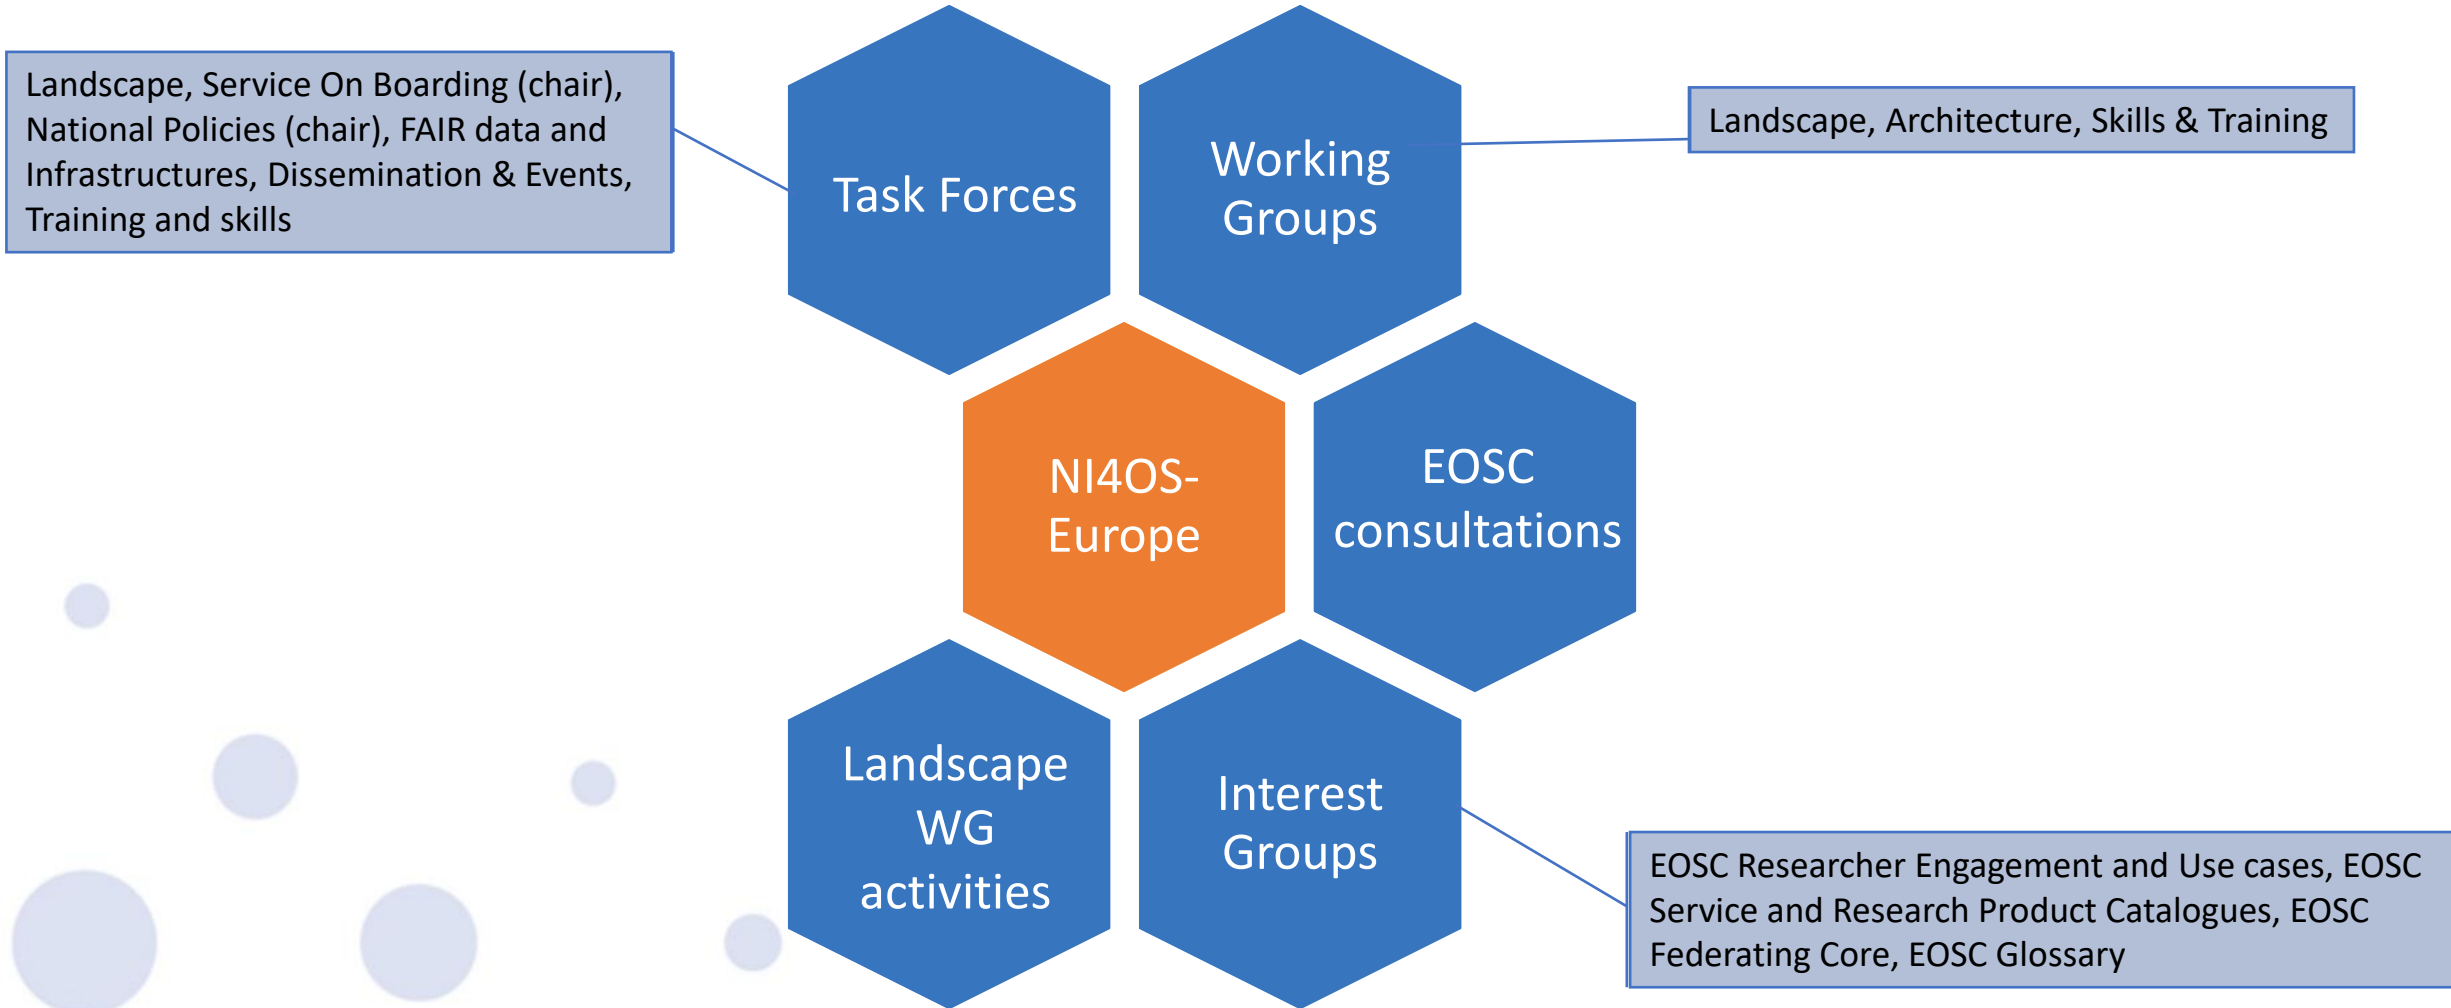 Landscape, Service On Boarding (chair),
National Policies (chair), FAIR data and
Infrastructures, Dissemination & Events,
Training and skills
Task Forces
Working
Groups
Landscape, Architecture, Skills & Training
NI4OS-
Europe
EOSC
consultations
Landscape
WG
activities
Interest
Groups
EOSC Researcher Engagement and Use cases, EOSC
Service and Research Product Catalogues, EOSC
Federating Core, EOSC Glossary